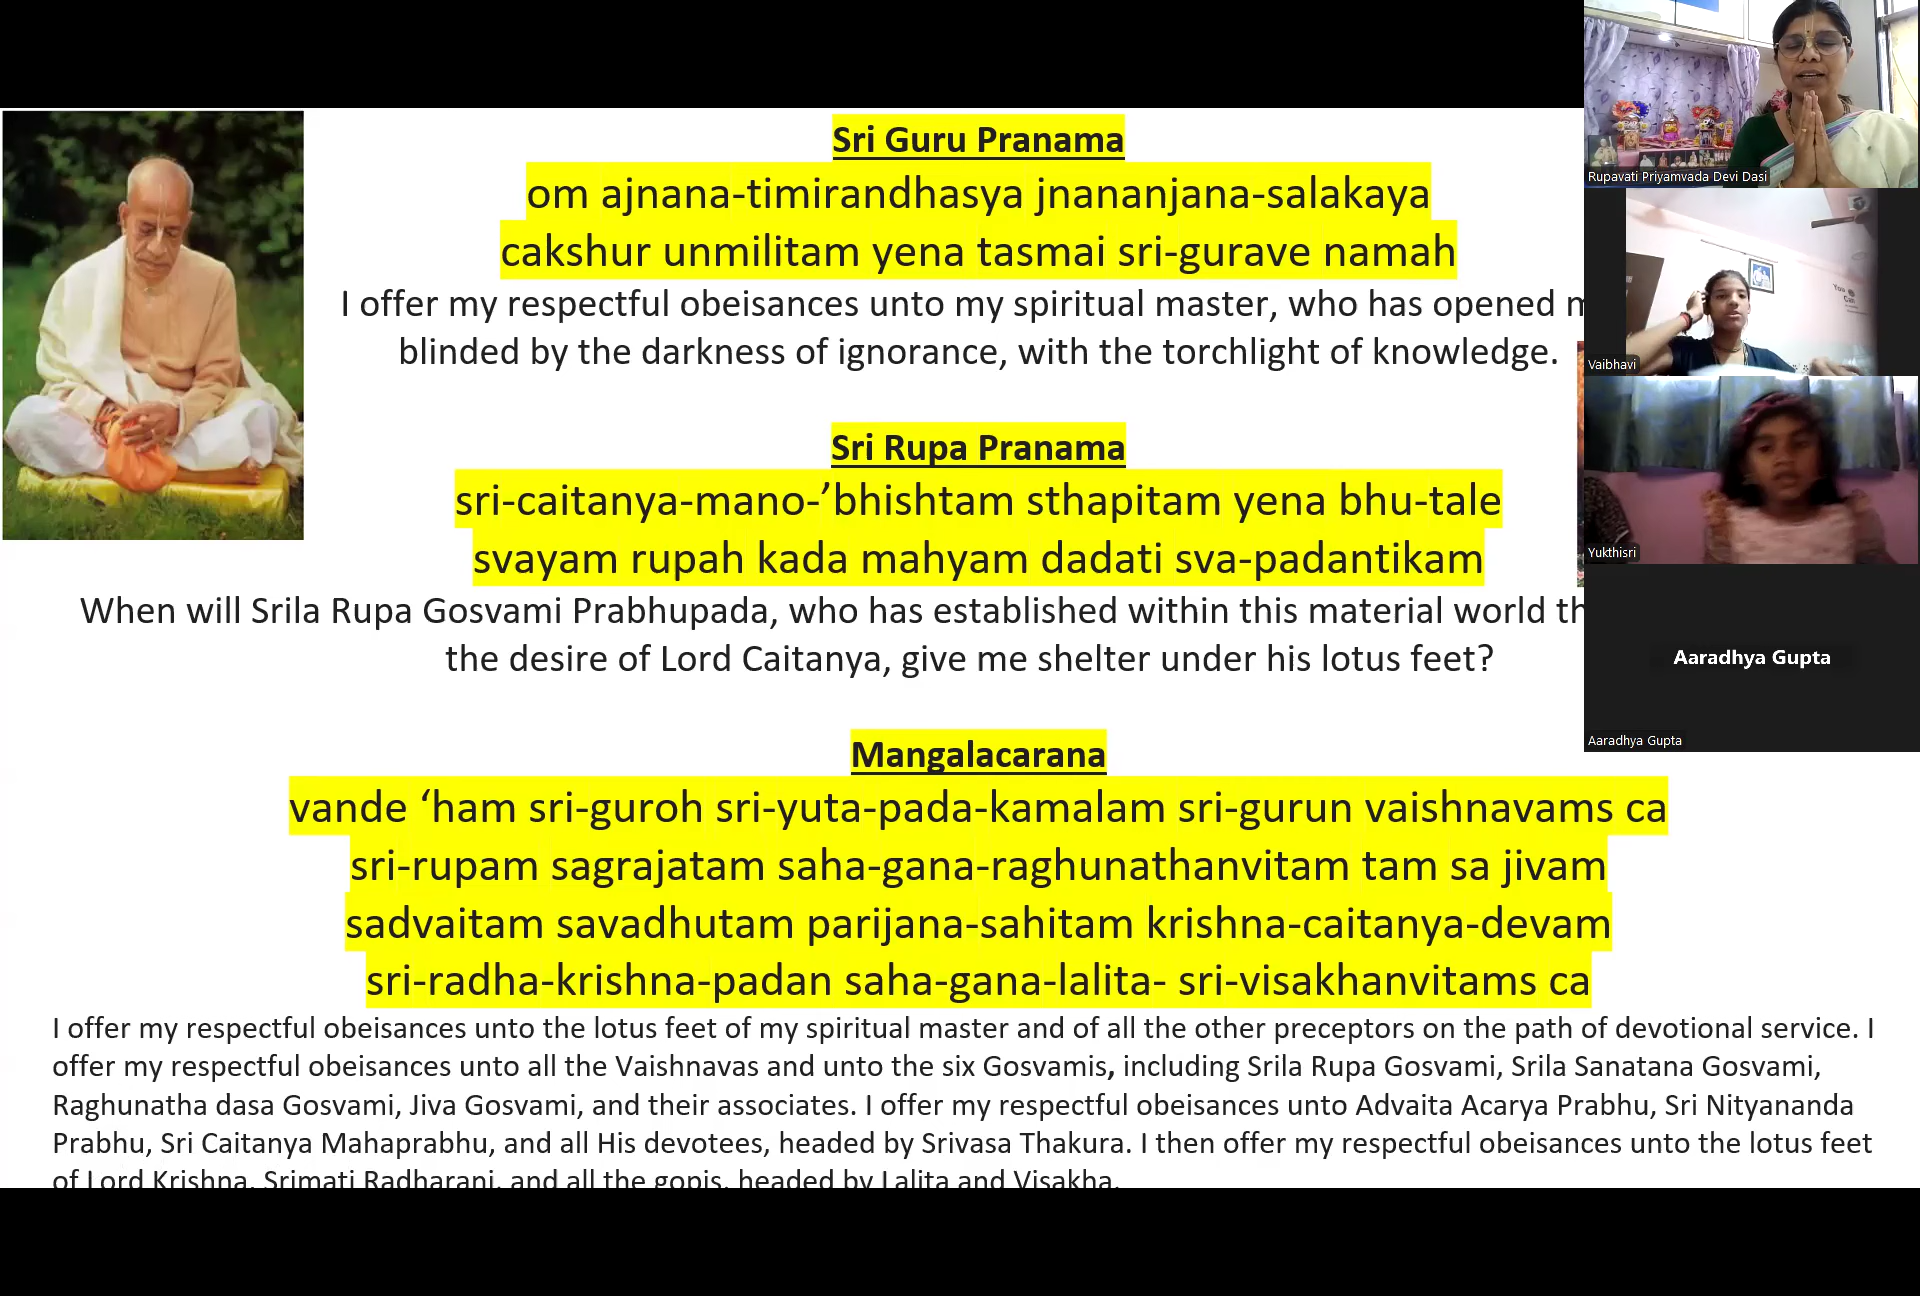 Sri Guru Pranama
om ajnana-timirandhasya jnananjana-salakaya
cakshur unmilitam yena tasmai sri-gurave namah
I offer my respectful obeisances unto my spiritual master, who has opened
blinded by the darkness of ignorance, with the torchlight of knowledge.
Sri Rupa Pranama
sri-caitanya-mano-’bhishtam sthapitam yena bhu-tale
svayam rupah kada mahyam dadati sva-padantikam
When will Srila Rupa Gosvami Prabhupada, who has established within this material world
the desire of Lord Caitanya, give me shelter under his lotus feet?
Mangalacarana
vande ‘ham sri-guroh sri-yuta-pada-kamalam sri-gurun vaishnavams ca
sri-rupam sagrajatam saha-gana-raghunathanvitam tam sa jivam
sadvaitam savadhutam parijana-sahitam krishna-caitanya-devam
sri-radha-krishna-padan saha-gana-lalita- sri-visakhanvitams ca
I offer my respectful obeisances unto the lotus feet of my spiritual master and of all the other preceptors on the path of devotional service. I
offer my respectful obeisances unto all the Vaishnavas and unto the six Gosvamis, including Srila Rupa Gosvami, Srila Sanatana Gosvami,
Raghunatha dasa Gosvami, Jiva Gosvami, and their associates. I offer my respectful obeisances unto Advaita Acarya Prabhu, Sri Nityananda
Prabhu, Sri Caitanya Mahaprabhu, and all His devotees, headed by Srivasa Thakura. I then offer my respectful obeisances unto the lotus feet
of Lord Krishna, Srimati Radharani, and all the gopis, headed by Lalita and Visakha.
Rupavati Priyamvada Devi Dasi
You
Can
Vaibhavi
Yukthisri
Aaradhya Gupta
Aaradhya Gupta